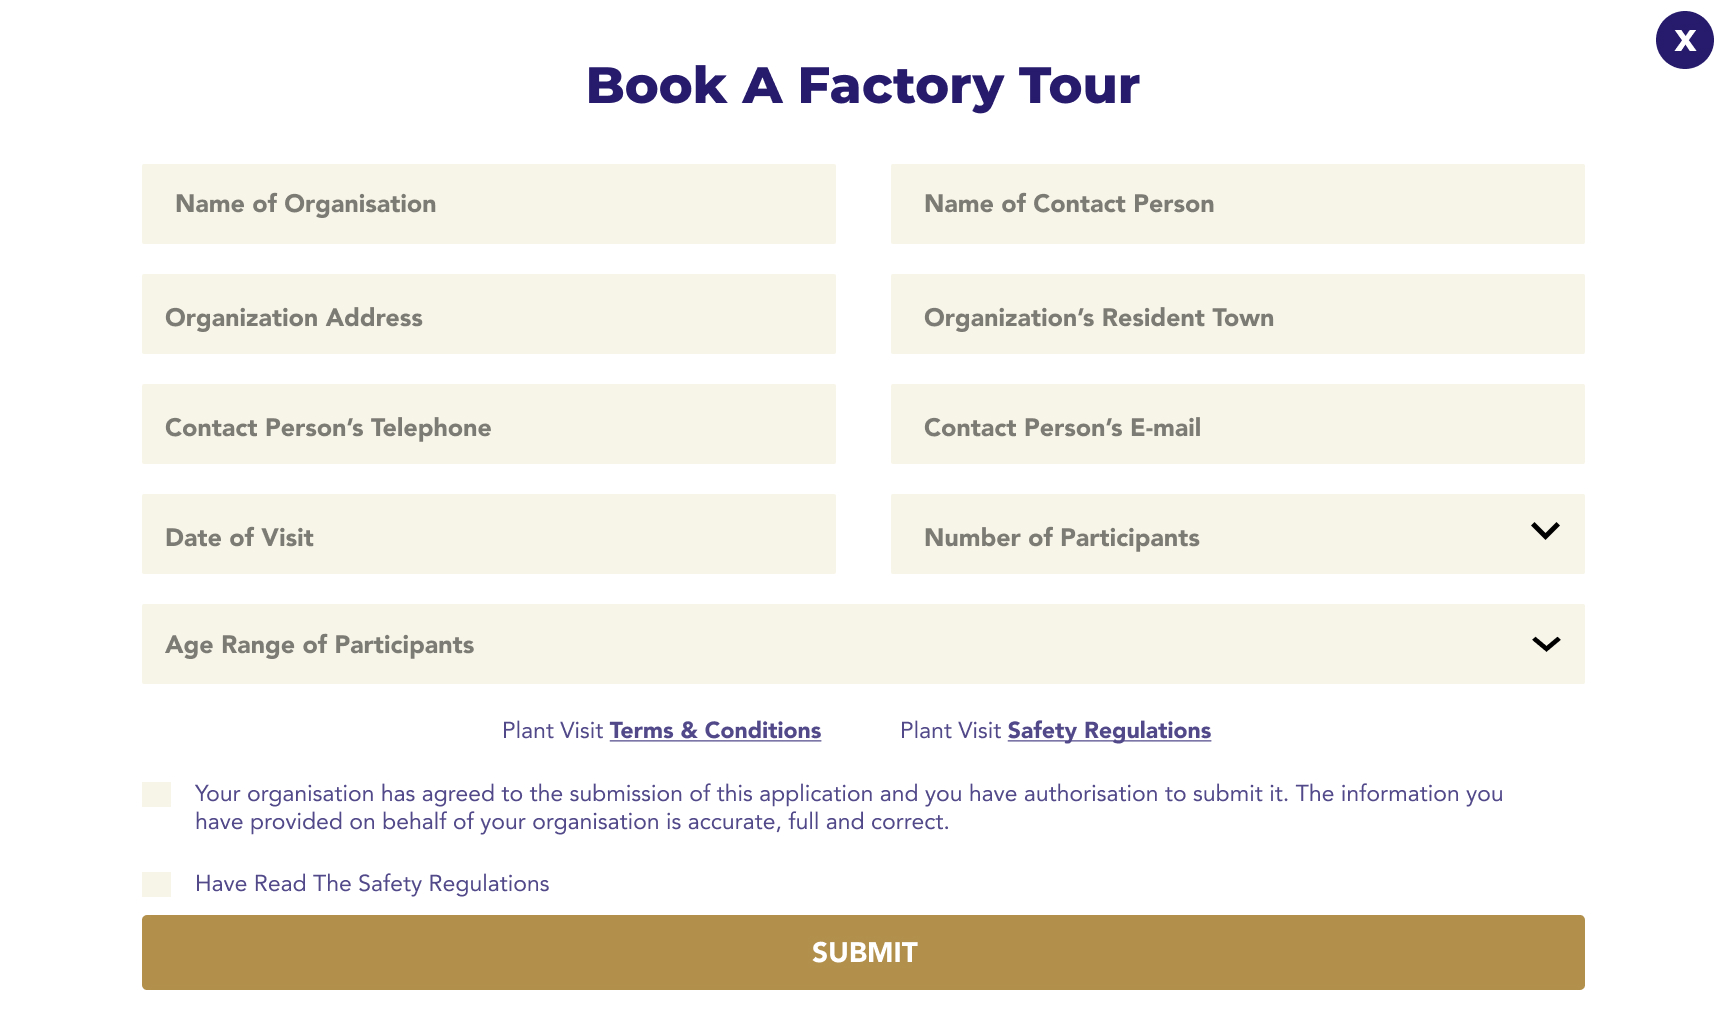 X
Book A Factory Tour
Name of Organisation
Name of Contact Person
Organization Address
Organization’s Resident Town
Contact Person’s Telephone
Contact Person’s E-mail
Date of Visit
Number of Participants
Age Range of Participants
Plant Visit Terms & Conditions
Plant Visit Safety Regulations
Your organisation has agreed to the submission of this application and you have authorisation to submit it. The information you
have provided on behalf of your organisation is accurate, full and correct.
Have Read The Safety Regulations
SUBMIT